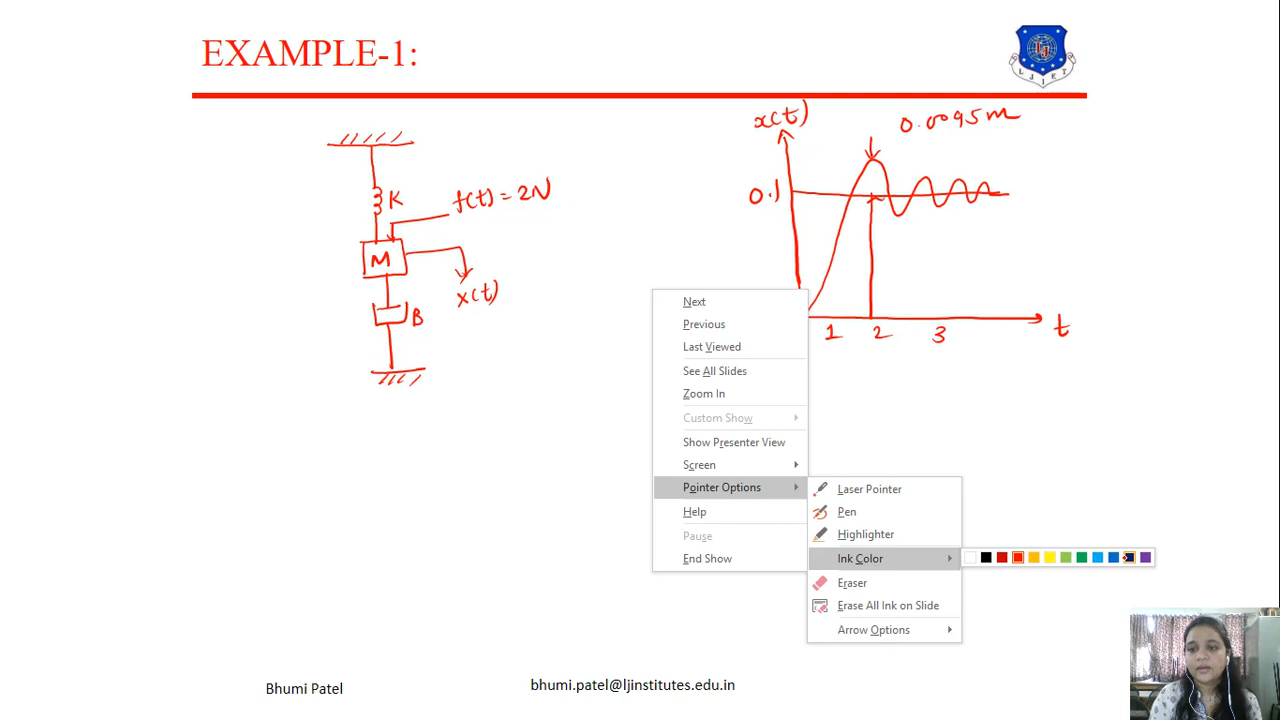 EXAMPLE-1:
LJIET
K
f(t) = 2N
M
x(t)
B
x(t)
0.0095m
0.1
1 2 3
t
Next
Previous
Last Viewed
See All Slides
Zoom In
Custom Show
Show Presenter View
Screen
Pointer Options
Help
Pause
End Show
Laser Pointer
Pen
Highlighter
Ink Color
Eraser
Erase All Ink on Slide
Arrow Options
Bhumi Patel
bhumi.patel@ljinstitutes.edu.in